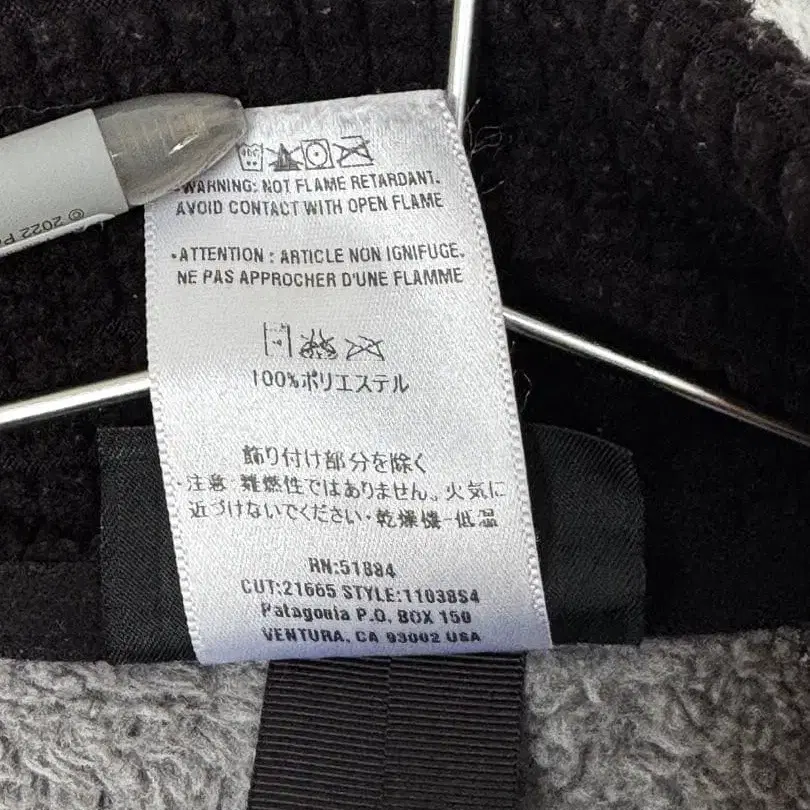 © 2022 P
WARNING: NOT FLAME RETARDANT.
AVOID CONTACT WITH OPEN FLAME
•ATTENTION : ARTICLE NON IGNIFUGE.
NE PAS APPROCHER D'UNE FLAMME
100%ポリエステル
飾り付け部分を除く
・注意:難燃性ではありません。火気に
近づけないでください・乾燥機-低温
RN:51884
CUT:21665 STYLE:11038S4
Patagonia P.O. BOX 150
VENTURA, CA 93002 USA